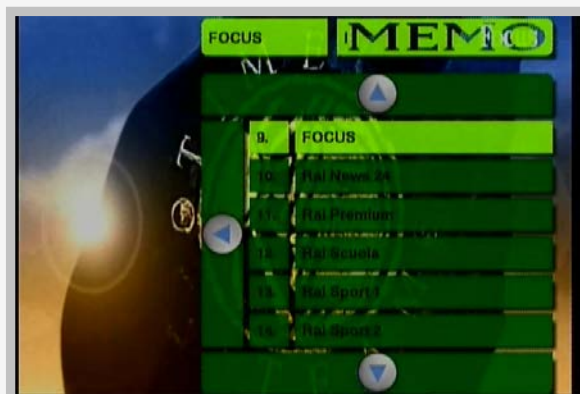 FOCUS MEMO
9. FOCUS
10. Rai News 24
11. Rai Premium
12. Rai Scuola
13. Rai Sport 1
14. Rai Sport 2